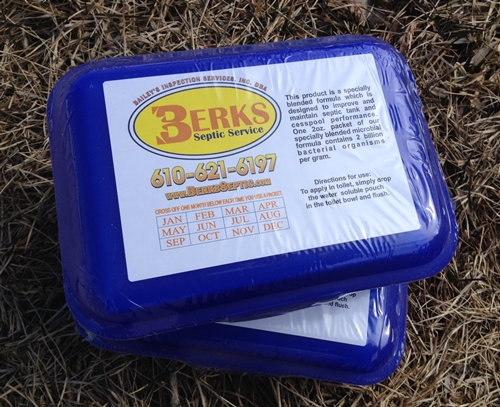 BAILEY'S INSPECTION SERVICES, INC. DBA
BERKS
Septic Service
610-621-6197
www.BerksSeptic.com
CROSS OFF ONE MONTH BELOW EACH TIME YOU USE A PACKET.
JAN FEB MAR APR
MAY JUN JUL AUG
SEP OCT NOV DEC
This product is a specially
blended formula which is
designed to improve and
maintain septic tank and
cesspool performance.
One 2oz. packet of our
specially blended microbial
formula contains 2 billion
bacterial organisms
per gram.
Directions for use:
To apply in toilet, simply drop
the water soluble pouch
in the toilet bowl and flush.
pouch
flush.